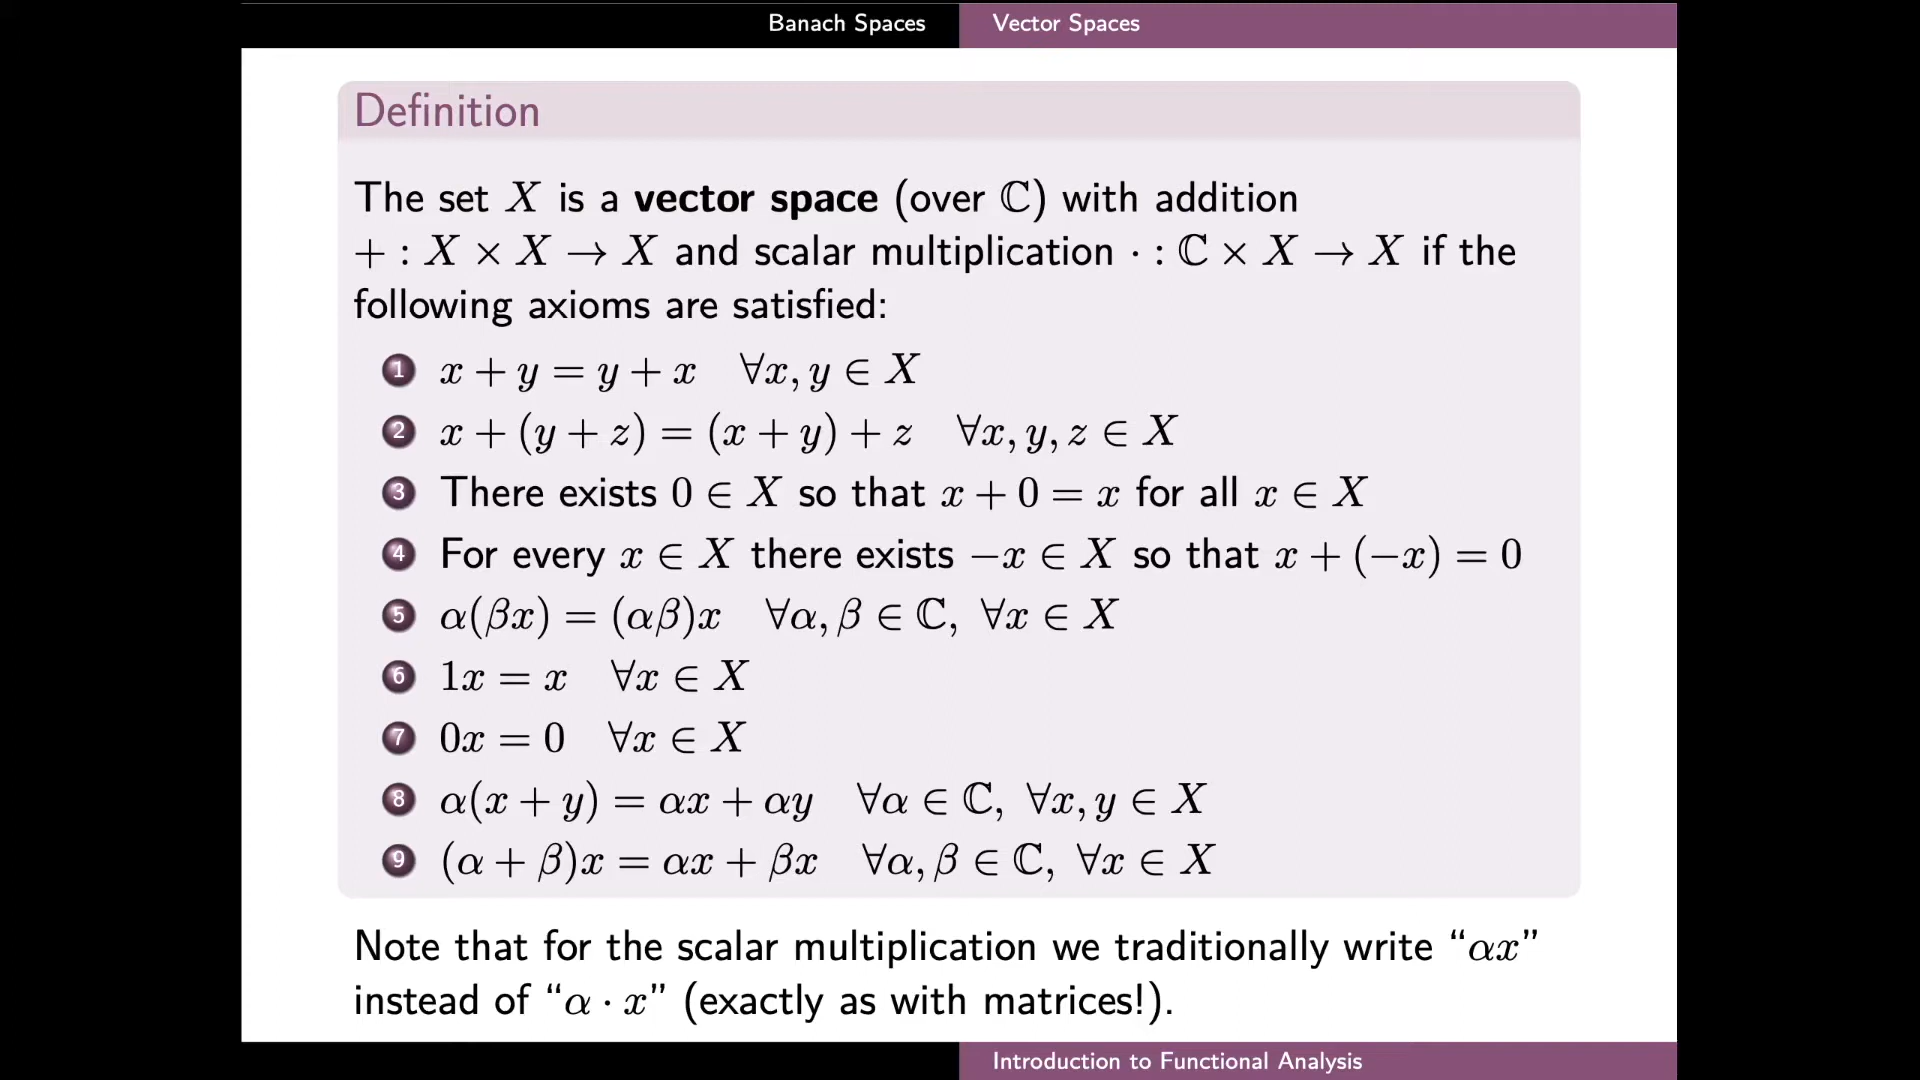 Banach Spaces Vector Spaces
Definition
The set X is a vector space (over ℂ) with addition
+ : X × X → X and scalar multiplication · : ℂ × X → X if the
following axioms are satisfied:
1 x + y = y + x ∀x, y ∈ X
2 x + (y + z) = (x + y) + z ∀x, y, z ∈ X
3 There exists 0 ∈ X so that x + 0 = x for all x ∈ X
4 For every x ∈ X there exists −x ∈ X so that x + (−x) = 0
5 α(βx) = (αβ)x ∀α, β ∈ ℂ, ∀x ∈ X
6 1x = x ∀x ∈ X
7 0x = 0 ∀x ∈ X
8 α(x + y) = αx + αy ∀α ∈ ℂ, ∀x, y ∈ X
9 (α + β)x = αx + βx ∀α, β ∈ ℂ, ∀x ∈ X
Note that for the scalar multiplication we traditionally write “αx”
instead of “α · x” (exactly as with matrices!).
Introduction to Functional Analysis